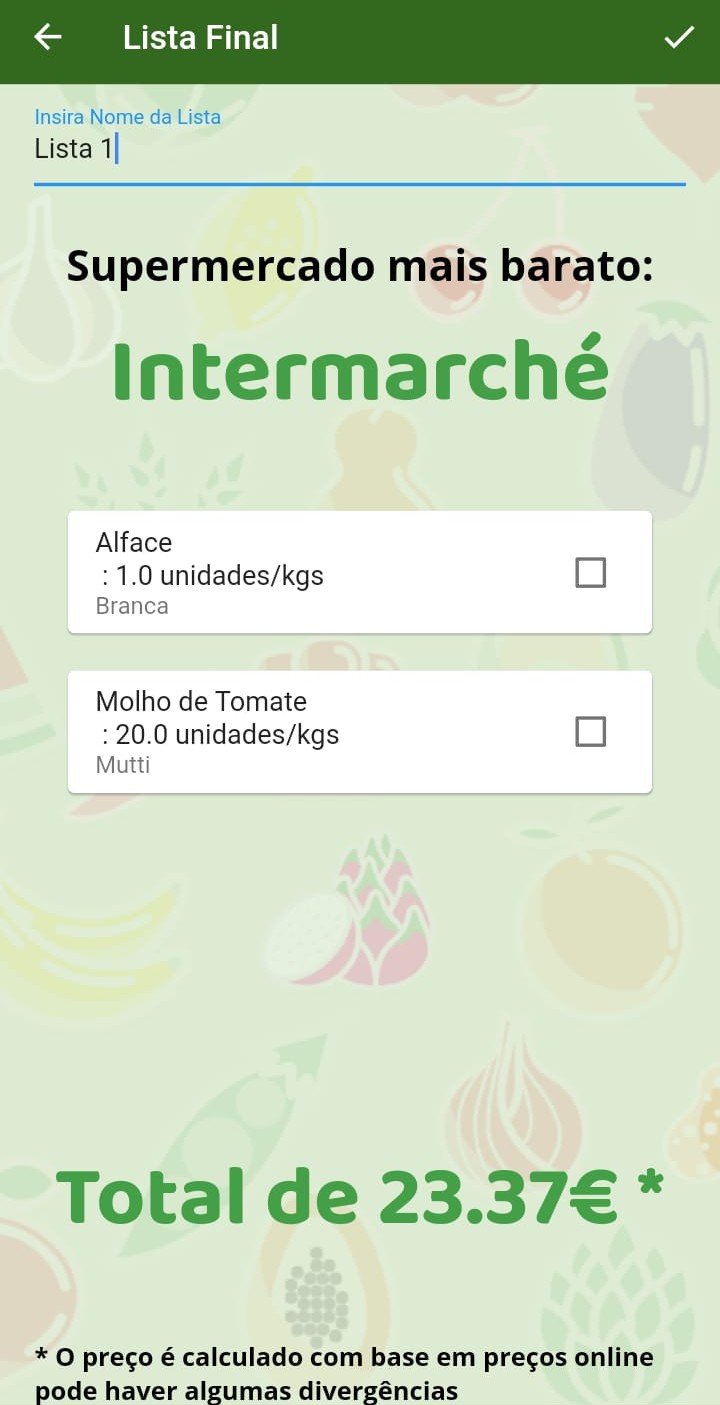 Lista Final
Insira Nome da Lista
Lista 1
Supermercado mais barato:
Intermarché
Alface
: 1.0 unidades/kgs
Branca
Molho de Tomate
: 20.0 unidades/kgs
Mutti
Total de 23.37€ *
* O preço é calculado com base em preços online
pode haver algumas divergências